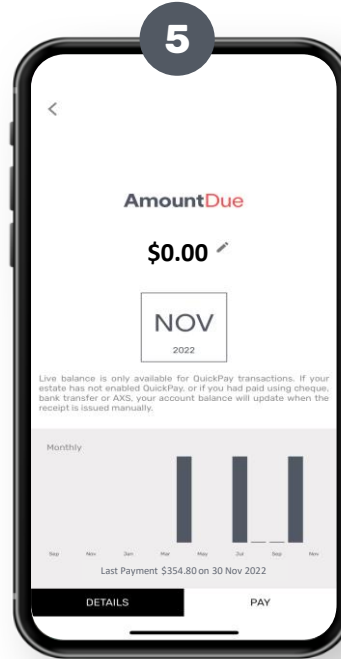 5
<
AmountDue
$0.00
NOV
2022
Live balance is only available for QuickPay transactions. If your
estate has not enabled QuickPay, or if you had paid using cheque,
bank transfer or AXS, your account balance will update when the
receipt is issued manually.
Monthly
Sep Nov Jan Mar May Jul Sep Nov
Last Payment $354.80 on 30 Nov 2022
DETAILS PAY